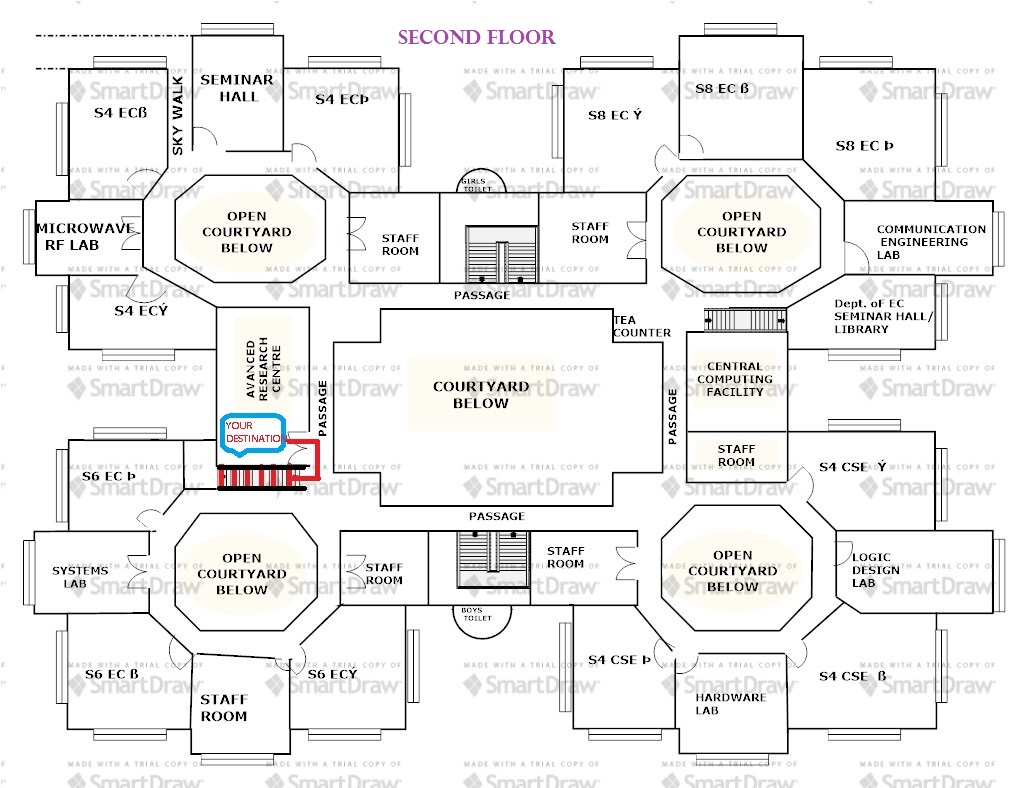 SECOND FLOOR
S4 ECß
SKY WALK
SEMINAR
HALL
S4 ECÞ
S8 EC Ý
S8 EC ß
S8 EC Þ
MICROWAVE
RF LAB
OPEN
COURTYARD
BELOW
STAFF
ROOM
GIRLS
TOILET
STAFF
ROOM
OPEN
COURTYARD
BELOW
COMMUNICATION
ENGINEERING
LAB
S4 ECÝ
PASSAGE
TEA
COUNTER
Dept. of EC
SEMINAR HALL/
LIBRARY
AVANCED
RESEARCH
CENTRE
PASSAGE
COURTYARD
BELOW
PASSAGE
CENTRAL
COMPUTING
FACILITY
YOUR
DESTINATION
STAFF
ROOM
S6 EC Þ
S4 CSE Ý
PASSAGE
SYSTEMS
LAB
OPEN
COURTYARD
BELOW
STAFF
ROOM
STAFF
ROOM
OPEN
COURTYARD
BELOW
LOGIC
DESIGN
LAB
BOYS
TOILET
S6 EC ß
STAFF
ROOM
S6 ECÝ
S4 CSE Þ
HARDWARE
LAB
S4 CSE ß
MADE WITH A TRIAL COPY OF
SmartDraw